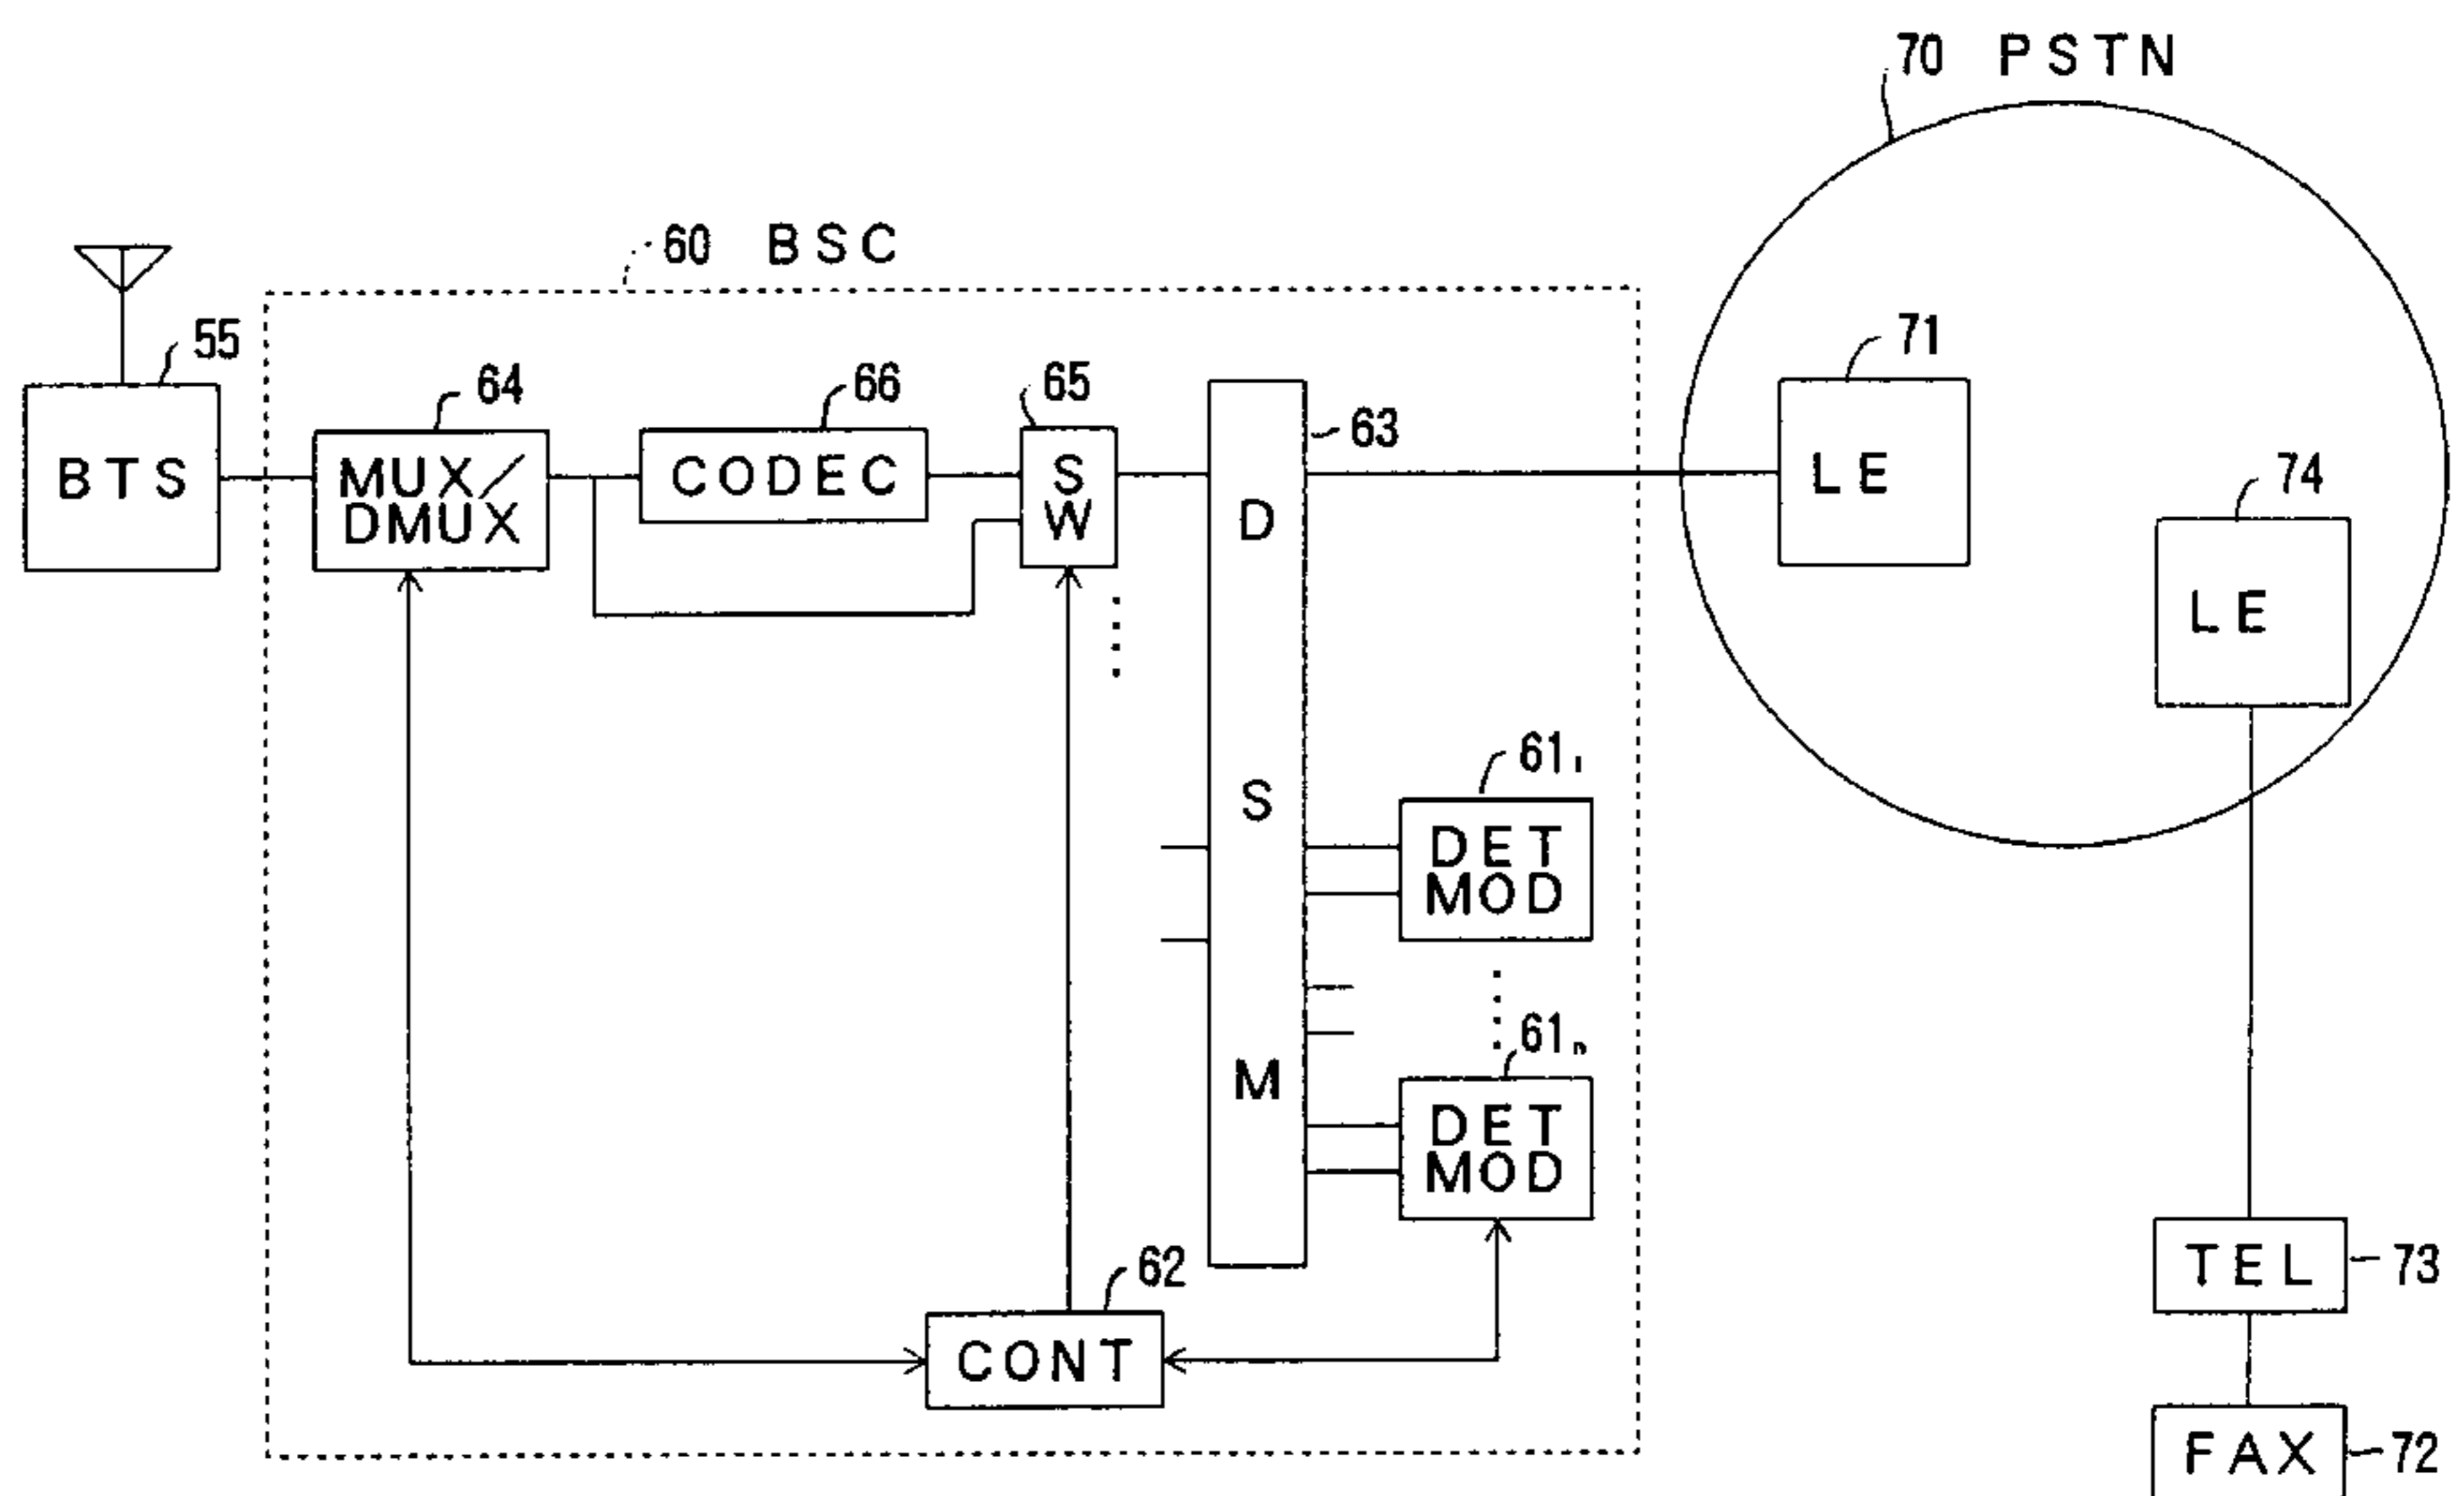 70 PSTN
60 BSC
55
BTS
64
MUX/
DMUX
66
CODEC
65
S
W
63
D
S
M
71
LE
74
LE
61₁
DET
MOD
61ₙ
DET
MOD
62
CONT
TEL
73
FAX
72